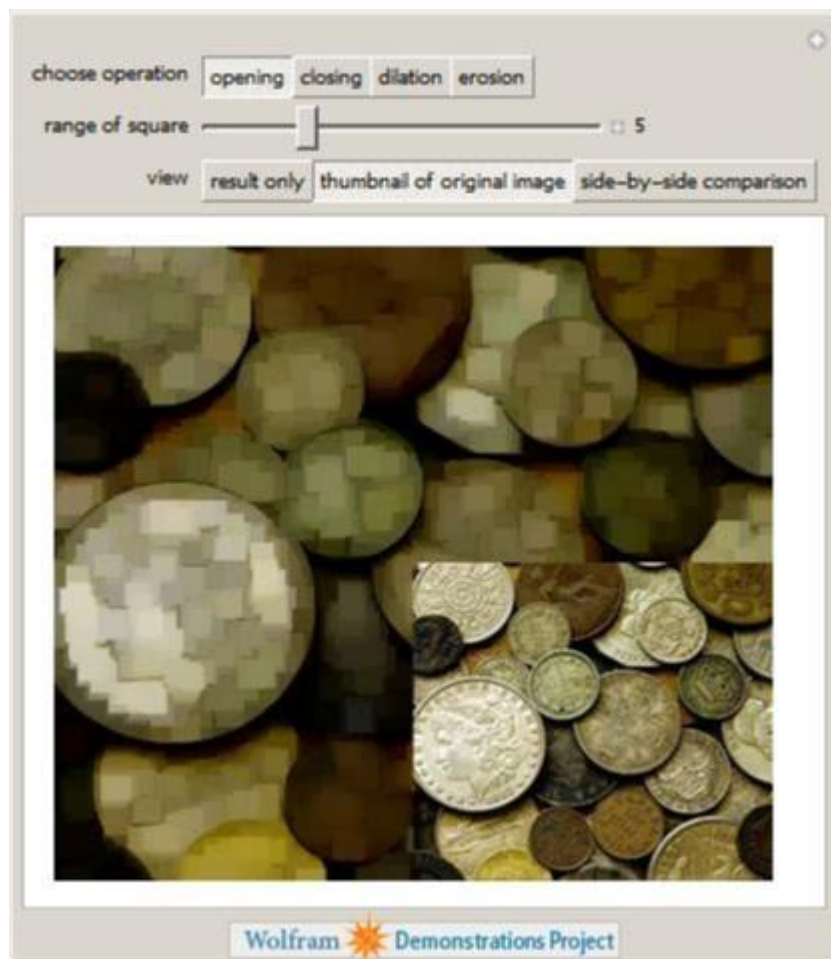 choose operation opening closing dilation erosion
range of square 5
view result only thumbnail of original image side-by-side comparison
Wolfram Demonstrations Project